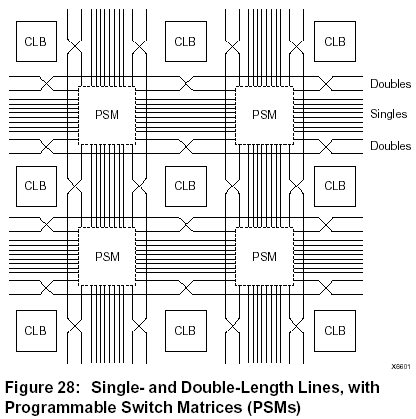 CLB CLB CLB
Doubles
PSM PSM Singles
Doubles
CLB CLB CLB
PSM PSM
CLB CLB CLB
X6601
Figure 28: Single- and Double-Length Lines, with
Programmable Switch Matrices (PSMs)